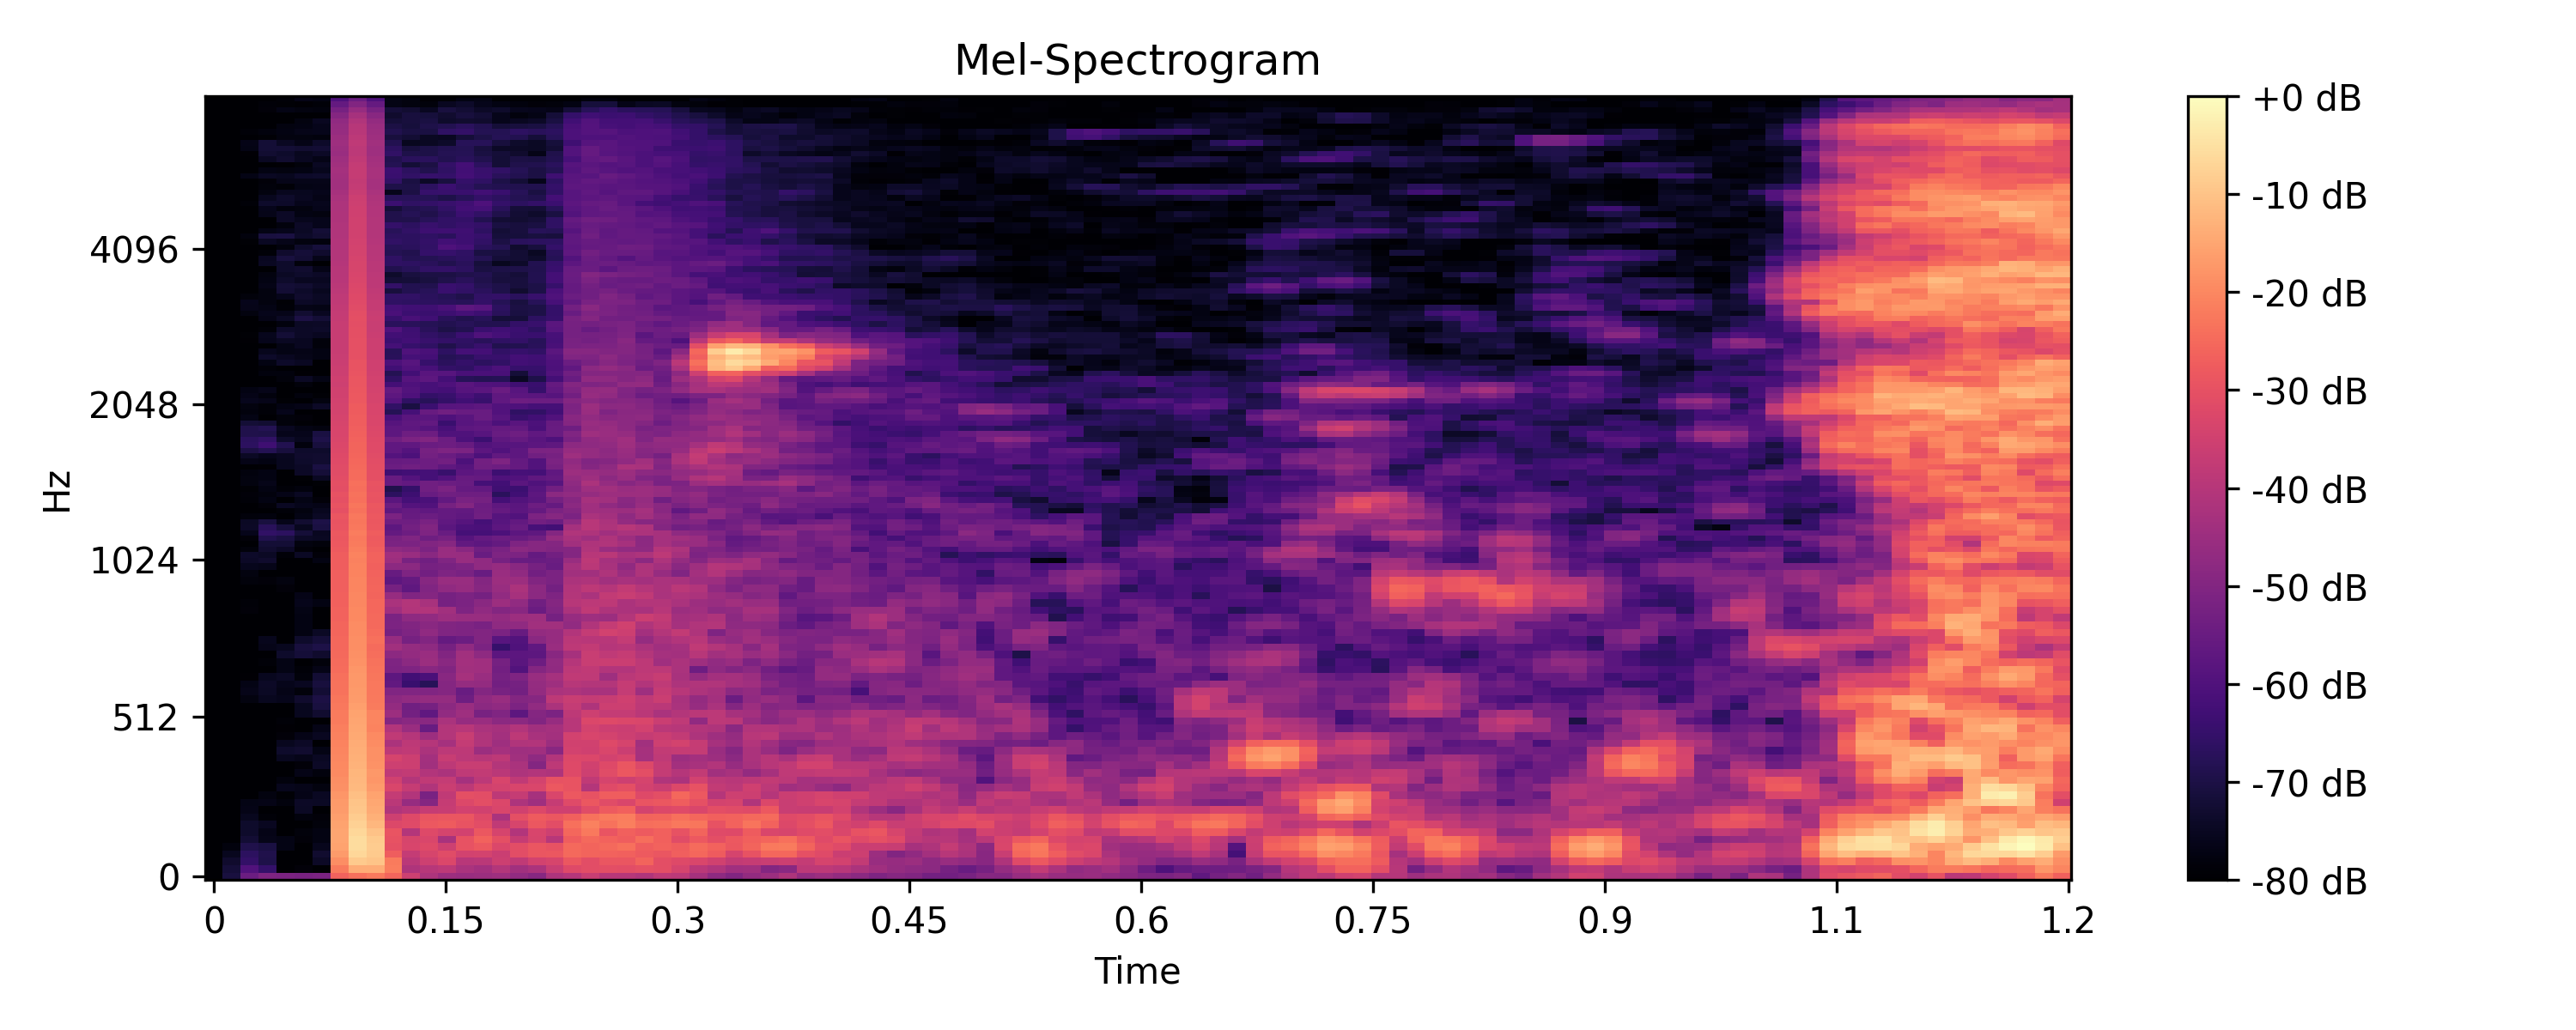 Mel-Spectrogram
+0 dB
-10 dB
-20 dB
-30 dB
-40 dB
-50 dB
-60 dB
-70 dB
-80 dB
Hz
4096
2048
1024
512
0
0 0.15 0.3 0.45 0.6 0.75 0.9 1.1 1.2
Time